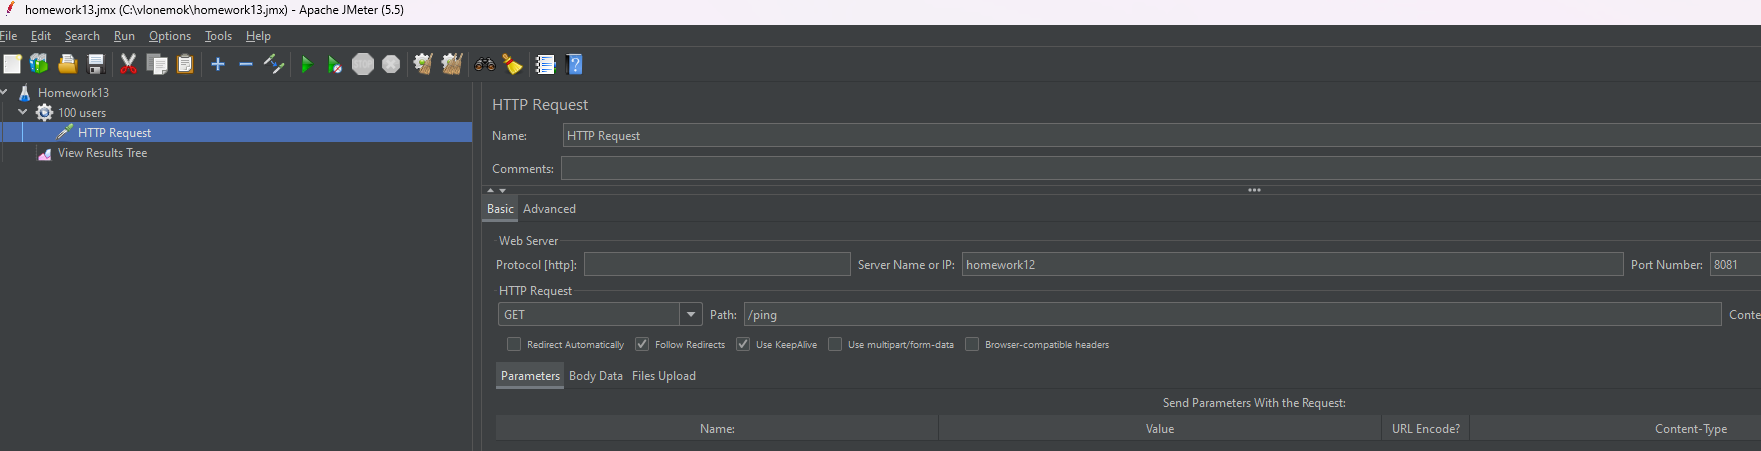 homework13.jmx (C:\vlonemok\homework13.jmx) - Apache JMeter (5.5)
File Edit Search Run Options Tools Help
STOP
Homework13
100 users
HTTP Request
View Results Tree
HTTP Request
Name: HTTP Request
Comments:
Basic Advanced
Web Server
Protocol [http]: Server Name or IP: homework12 Port Number: 8081
HTTP Request
GET Path: /ping Conte
Redirect Automatically Follow Redirects Use KeepAlive Use multipart/form-data Browser-compatible headers
Parameters Body Data Files Upload
Send Parameters With the Request:
Name: Value URL Encode? Content-Type